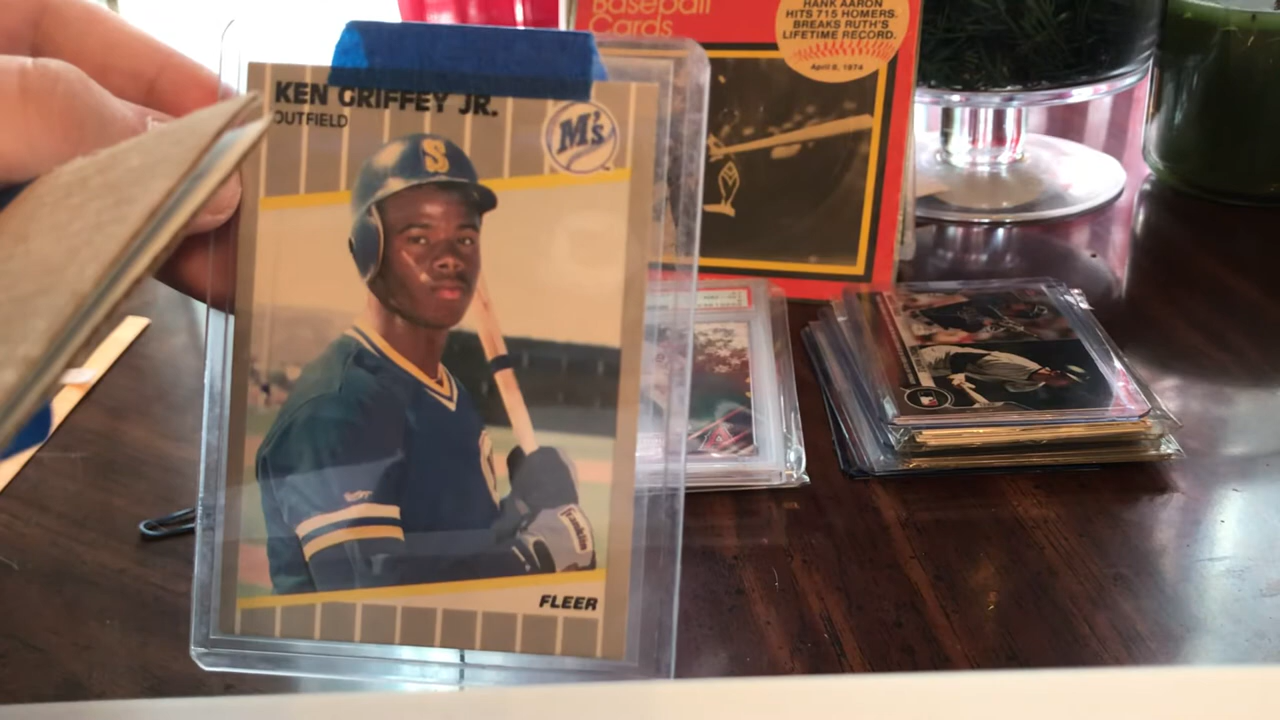 KEN GRIFFEY JR.
OUTFIELD
M's
S
Franklin
FLEER
Baseball
Cards
HANK AARON
HITS 715 HOMERS.
BREAKS RUTH'S
LIFETIME RECORD.
April 8, 1974